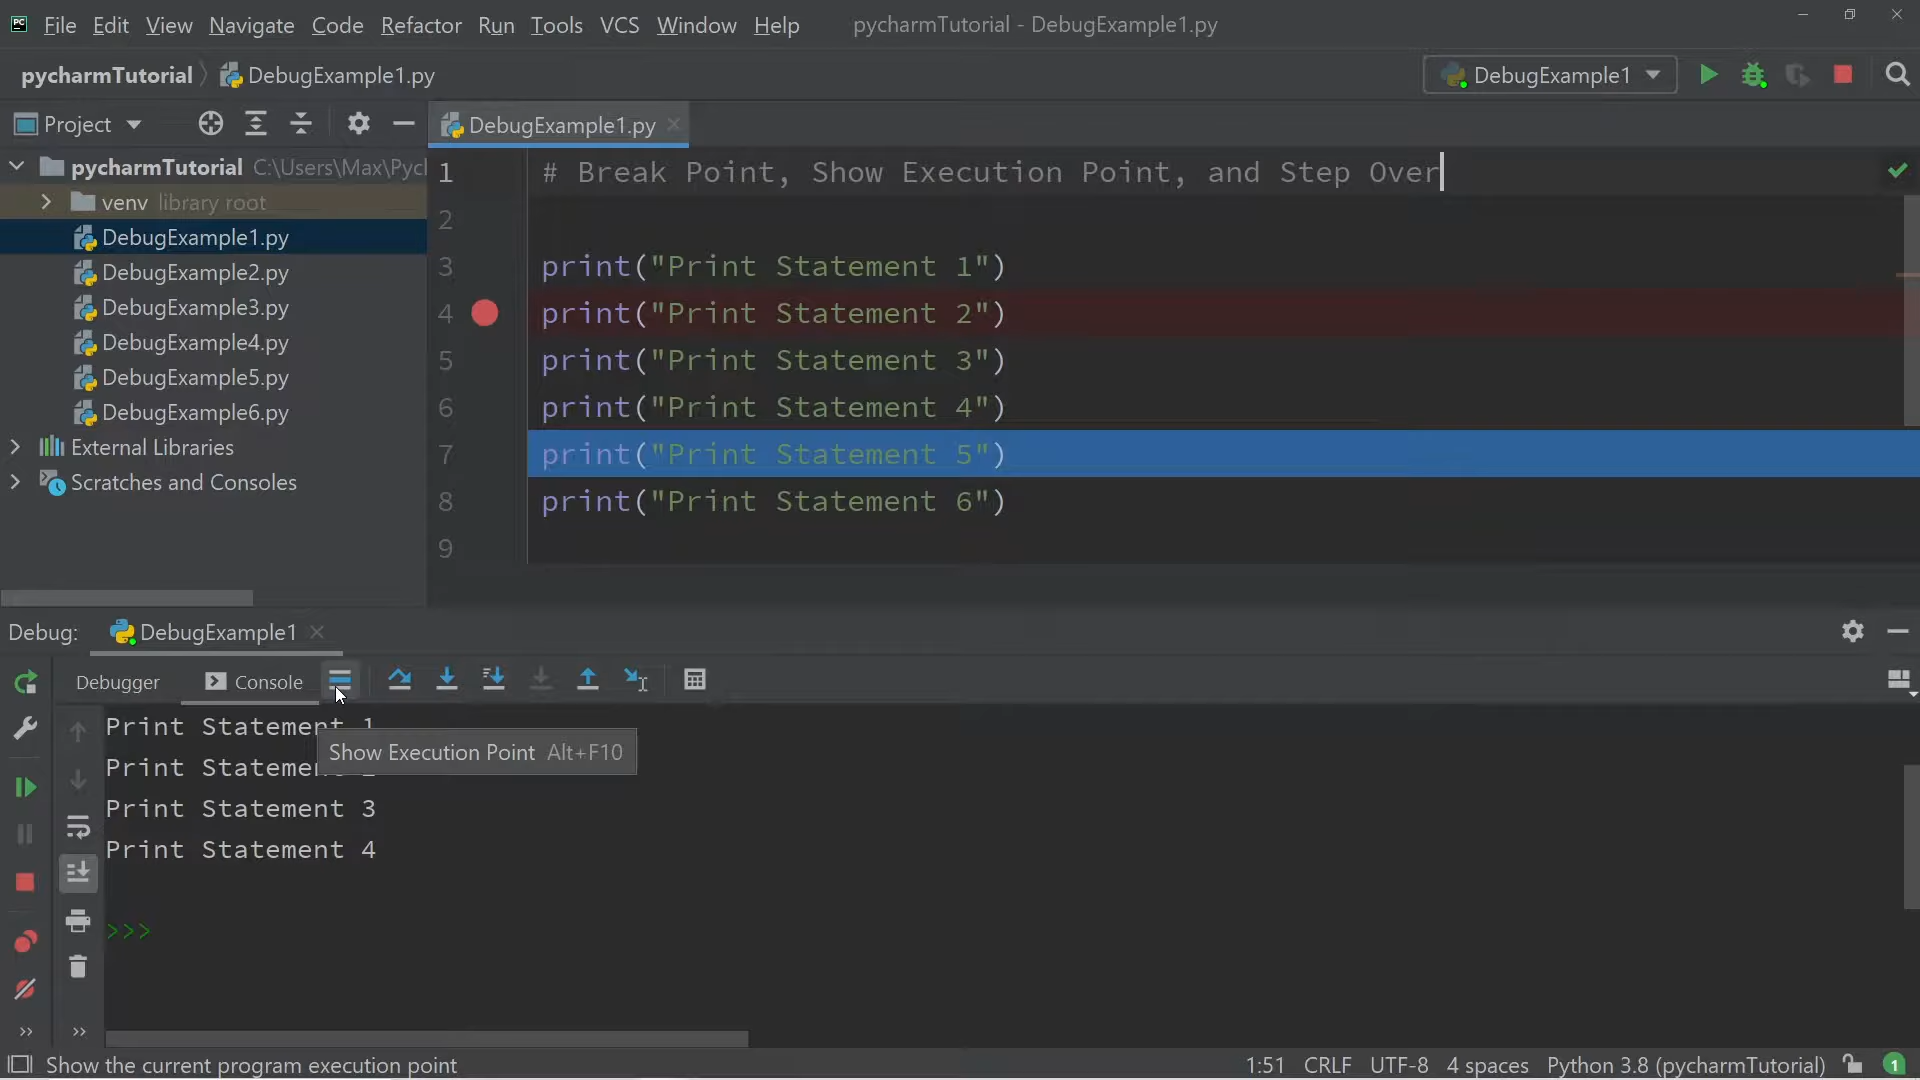 PC File Edit View Navigate Code Refactor Run Tools VCS Window Help pycharmTutorial - DebugExample1.py
pycharmTutorial DebugExample1.py DebugExample1
Project DebugExample1.py
pycharmTutorial C:\Users\Max\Pycl
venv library root
DebugExample1.py
DebugExample2.py
DebugExample3.py
DebugExample4.py
DebugExample5.py
DebugExample6.py
External Libraries
Scratches and Consoles
1 # Break Point, Show Execution Point, and Step Over
2
3 print("Print Statement 1")
4 print("Print Statement 2")
5 print("Print Statement 3")
6 print("Print Statement 4")
7 print("Print Statement 5")
8 print("Print Statement 6")
9
Debug: DebugExample1
Debugger Console
Print Statement 1
Show Execution Point Alt+F10
Print
Print Statement 3
Print Statement 4
>>>
Show the current program execution point 1:51 CRLF UTF-8 4 spaces Python 3.8 (pycharmTutorial) 1